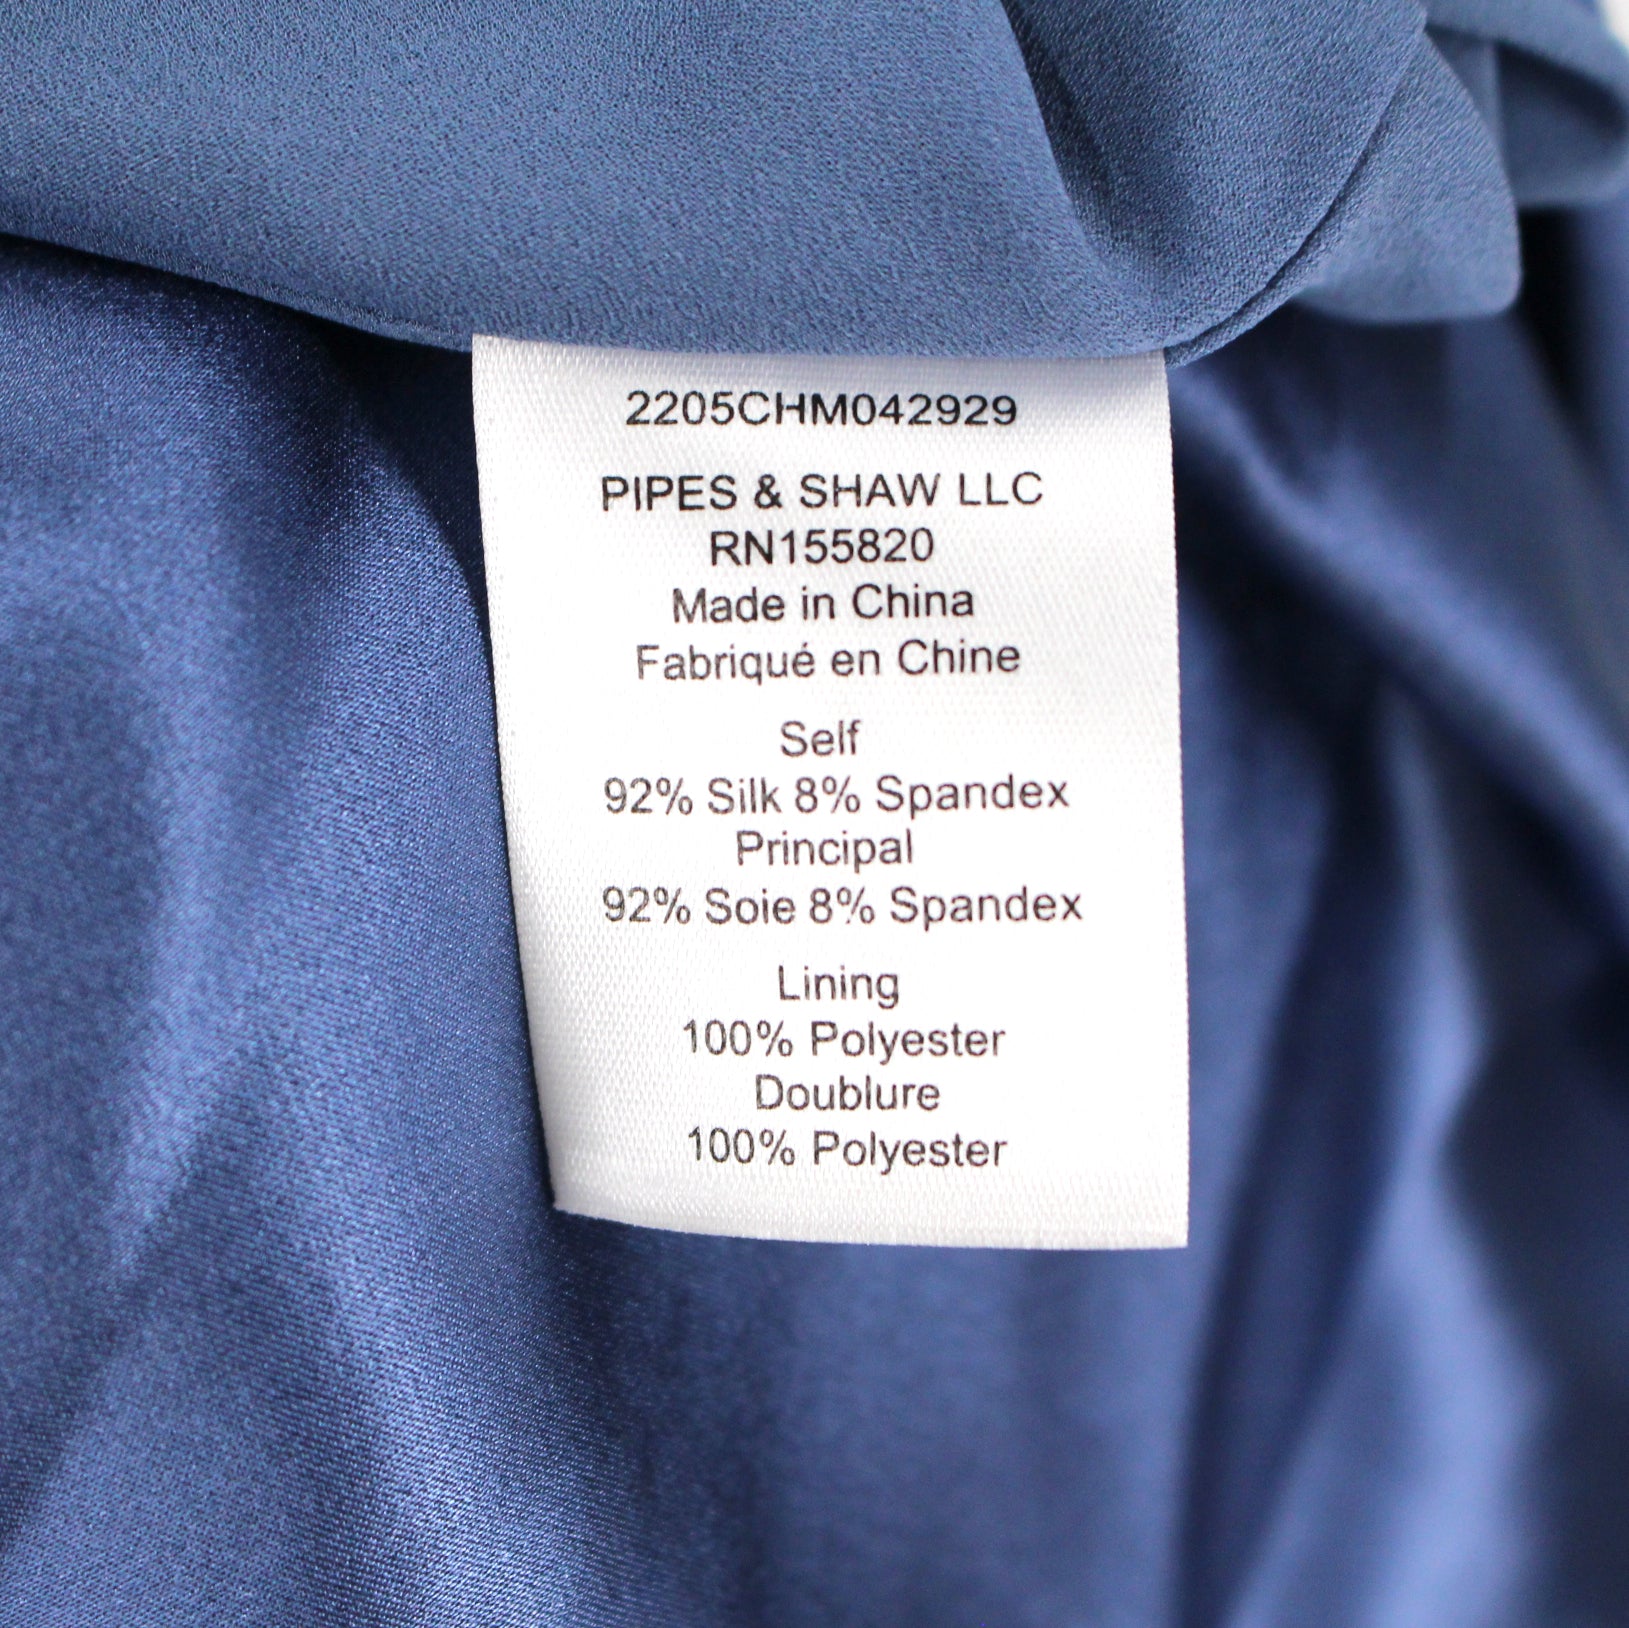 2205CHM042929
PIPES & SHAW LLC
RN155820
Made in China
Fabriqué en Chine
Self
92% Silk 8% Spandex
Principal
92% Soie 8% Spandex
Lining
100% Polyester
Doublure
100% Polyester